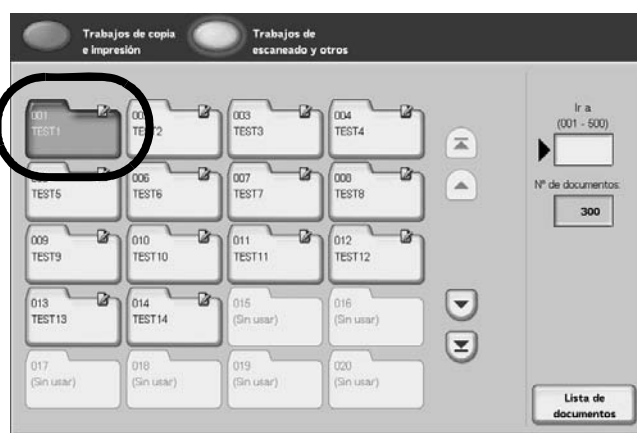 Trabajos de copia
e impresión
Trabajos de
escaneado y otros
001
TEST1
TEST2
003
TEST3
004
TEST4
TEST5
006
TEST6
007
TEST7
008
TEST8
009
TEST9
010
TEST10
011
TEST11
012
TEST12
013
TEST13
014
TEST14
015
(Sin usar)
016
(Sin usar)
017
(Sin usar)
018
(Sin usar)
019
(Sin usar)
020
(Sin usar)
Ir a
(001 - 500)
Nº de documentos:
300
Lista de
documentos